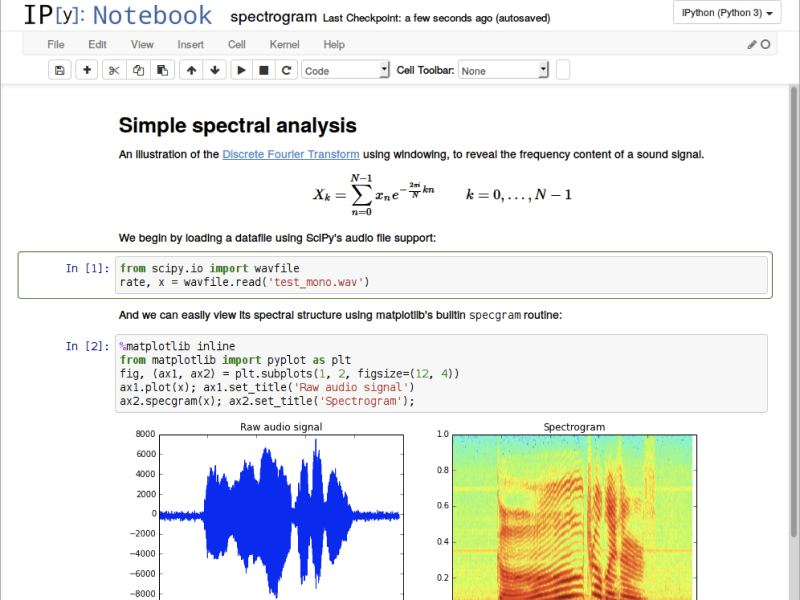 IP[y]: Notebook spectrogram Last Checkpoint: a few seconds ago (autosaved) IPython (Python 3)
File Edit View Insert Cell Kernel Help
Code Cell Toolbar: None
Simple spectral analysis
An illustration of the Discrete Fourier Transform using windowing, to reveal the frequency content of a sound signal.
X_k = \sum_{n=0}^{N-1} x_n e^{-\frac{2\pi i}{N} kn} k = 0, . . . , N − 1
We begin by loading a datafile using SciPy's audio file support:
In [1]: from scipy.io import wavfile
rate, x = wavfile.read('test_mono.wav')
And we can easily view its spectral structure using matplotlib's builtin specgram routine:
In [2]: %matplotlib inline
from matplotlib import pyplot as plt
fig, (ax1, ax2) = plt.subplots(1, 2, figsize=(12, 4))
ax1.plot(x); ax1.set_title('Raw audio signal')
ax2.specgram(x); ax2.set_title('Spectrogram');
Raw audio signal
8000
6000
4000
2000
0
−2000
−4000
−6000
−8000
Spectrogram
1.0
0.8
0.6
0.4
0.2